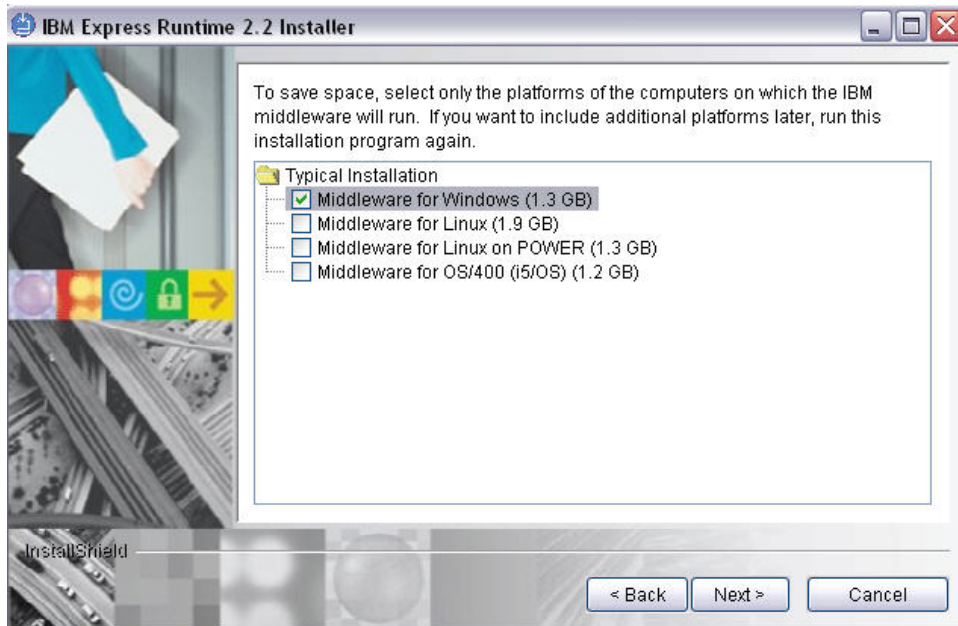 IBM Express Runtime 2.2 Installer
To save space, select only the platforms of the computers on which the IBM
middleware will run. If you want to include additional platforms later, run this
installation program again.
Typical Installation
Middleware for Windows (1.3 GB)
Middleware for Linux (1.9 GB)
Middleware for Linux on POWER (1.3 GB)
Middleware for OS/400 (i5/OS) (1.2 GB)
InstallShield
< Back Next > Cancel